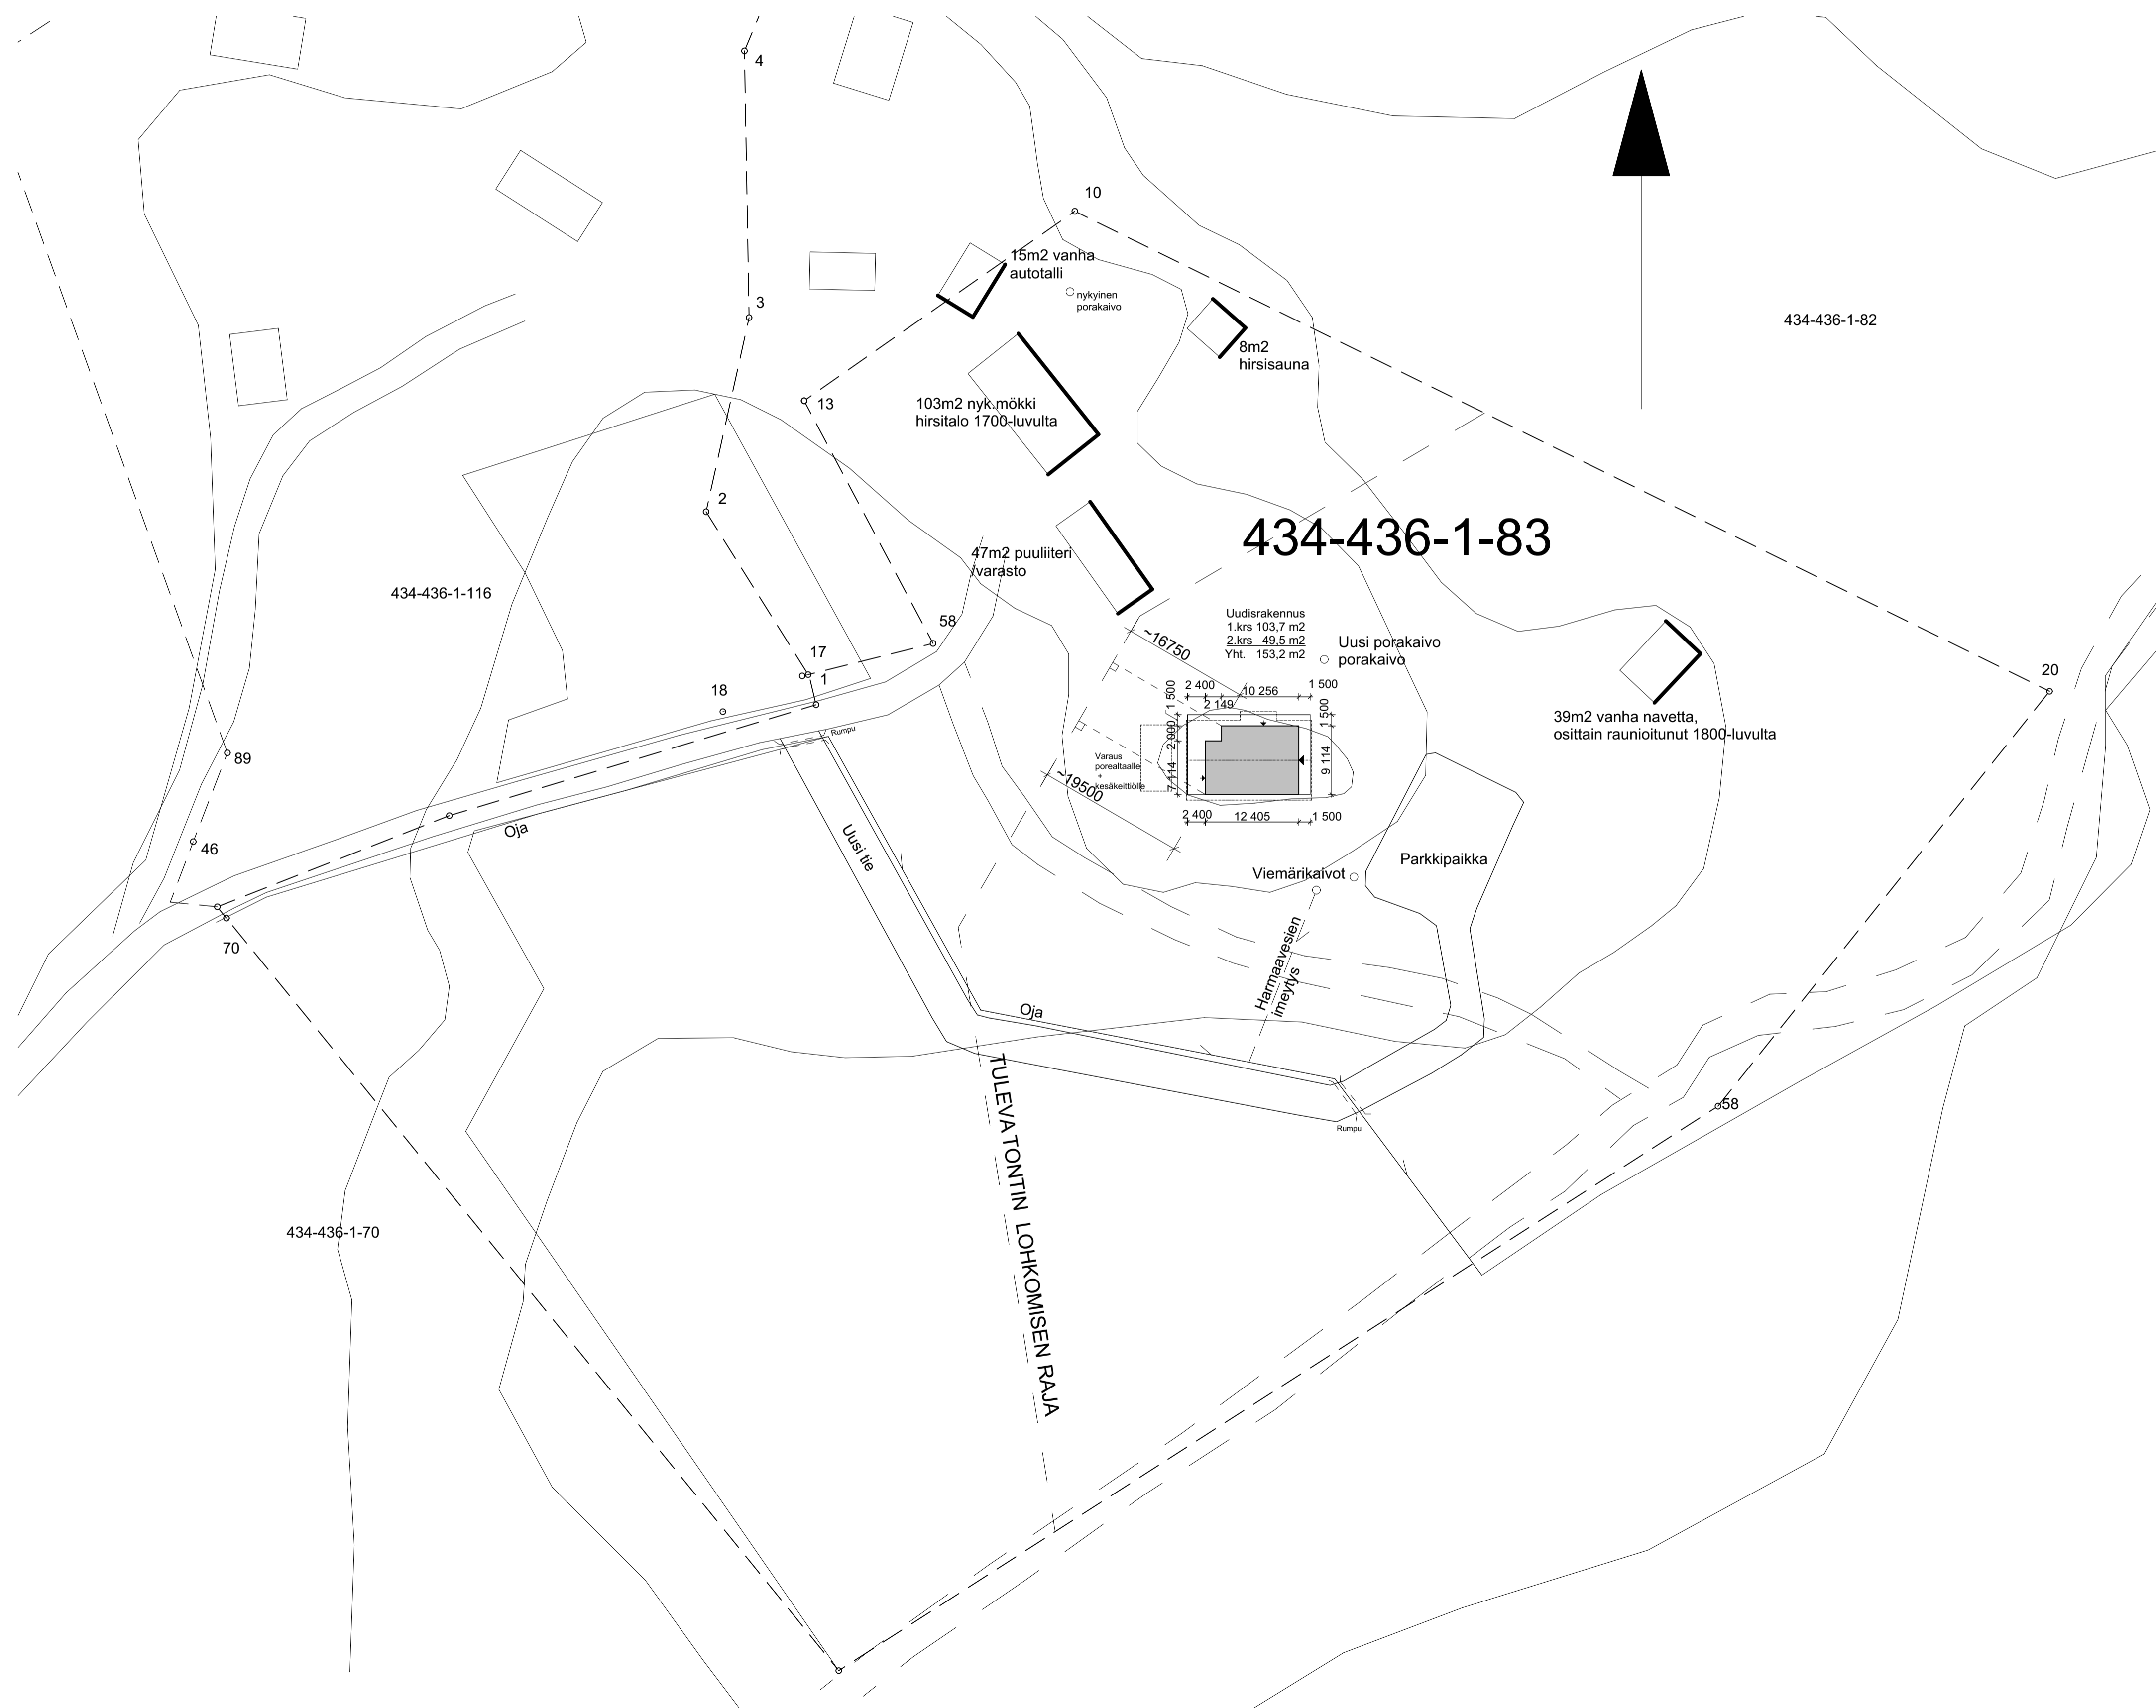 4
10
15m2 vanha
autotalli
nykyinen
porakaivo
3
434-436-1-82
8m2
hirsisauna
13
103m2 nyk.mökki
hirsitalo 1700-luvulta
2
434-436-1-83
47m2 puuliiteri
/varasto
434-436-1-116
Uudisrakennus
1.krs 103,7 m2
2.krs 49,5 m2
Yht. 153,2 m2
58
~16750
Uusi porakaivo
porakaivo
17
1
18
20
2 400
10 256
1 500
2 149
1 500
1 500
2 000
7 114
9 114
39m2 vanha navetta,
osittain raunioitunut 1800-luvulta
Rumpu
89
Varaus
porealtaalle
+
kesäkeittiölle
~19500
2 400
12 405
1 500
Oja
46
Uusi tie
Parkkipaikka
Viemärikaivot
70
Harmaavesien
imeytys
Oja
58
Rumpu
TULEVA TONTIN LOHKOMISEN RAJA
434-436-1-70